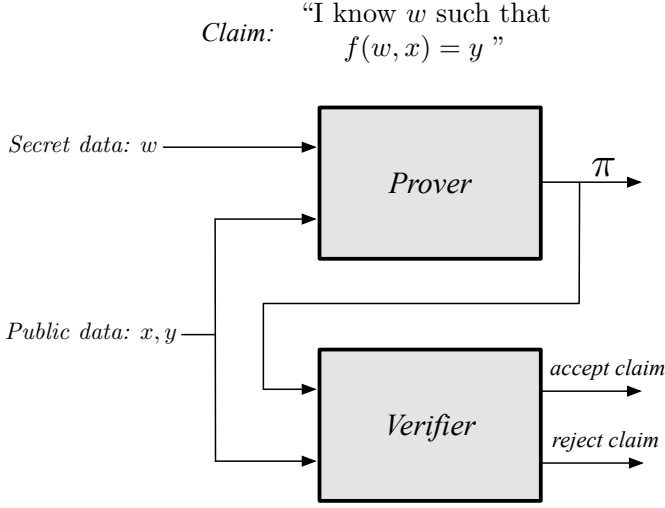 Claim: “I know w such that
f(w, x) = y ”
Secret data: w
Prover
π
Public data: x, y
accept claim
Verifier
reject claim